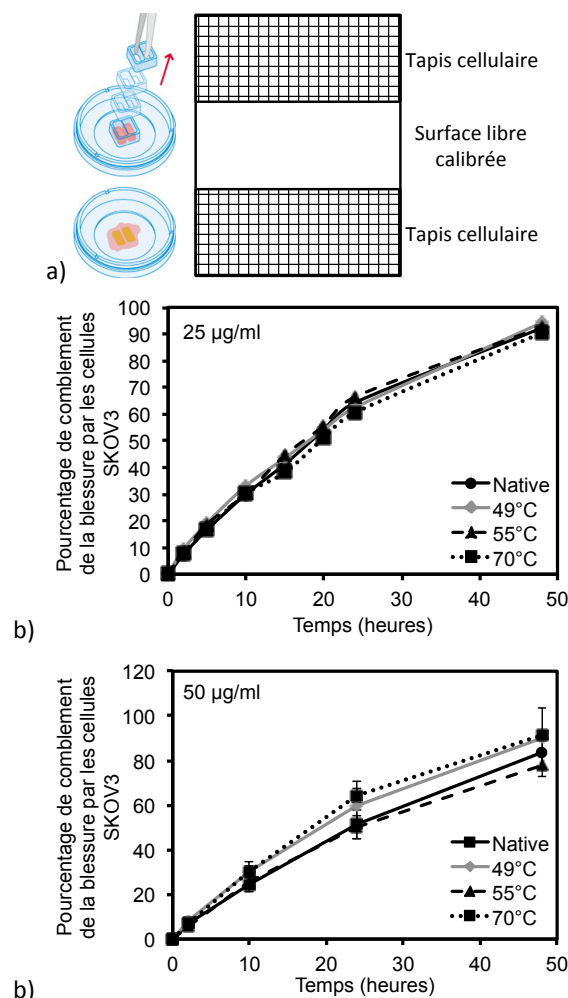 Tapis cellulaire
Surface libre
calibrée
Tapis cellulaire
a)
Pourcentage de comblement
de la blessure par les cellules
SKOV3
100
90
80
70
60
50
40
30
20
10
0
25 µg/ml
Native
49°C
55°C
70°C
0 10 20 30 40 50
Temps (heures)
b)
Pourcentage de comblement
de la blessure par les cellules
SKOV3
120
100
80
60
40
20
0
50 µg/ml
Native
49°C
55°C
70°C
0 10 20 30 40 50
Temps (heures)
b)